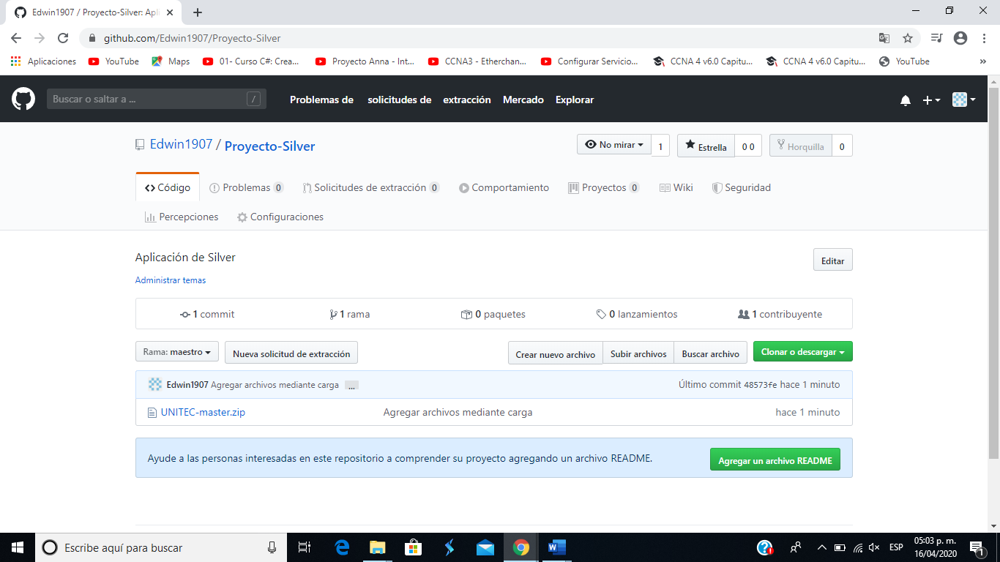 Edwin1907 / Proyecto-Silver: Apli
github.com/Edwin1907/Proyecto-Silver
Aplicaciones YouTube Maps 01- Curso C#: Crea... Proyecto Anna - Int... CCNA3 - Etherchan... Configurar Servicio... CCNA 4 v6.0 Capitu... CCNA 4 v6.0 Capitu... YouTube »
Buscar o saltar a ... / Problemas de solicitudes de extracción Mercado Explorar
Edwin1907 / Proyecto-Silver No mirar 1 Estrella 0 0 Horquilla 0
Código Problemas 0 Solicitudes de extracción 0 Comportamiento Proyectos 0 Wiki Seguridad
Percepciones Configuraciones
Aplicación de Silver Editar
Administrar temas
1 commit 1 rama 0 paquetes 0 lanzamientos 1 contribuyente
Rama: maestro Nueva solicitud de extracción Crear nuevo archivo Subir archivos Buscar archivo Clonar o descargar
Edwin1907 Agregar archivos mediante carga ... Último commit 48573fe hace 1 minuto
UNITEC-master.zip Agregar archivos mediante carga hace 1 minuto
Ayude a las personas interesadas en este repositorio a comprender su proyecto agregando un archivo README. Agregar un archivo README
Escribe aquí para buscar ESP 05:03 p. m.
16/04/2020 1